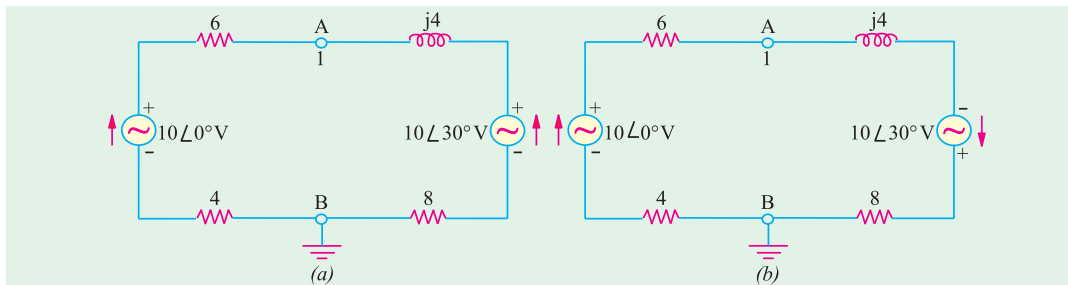 6 A j4 6 A j4
1 1
+ + + -
10∠0°V 10∠30°V 10∠0°V 10∠30°V
- - - +
4 B 8 4 B 8
(a) (b)